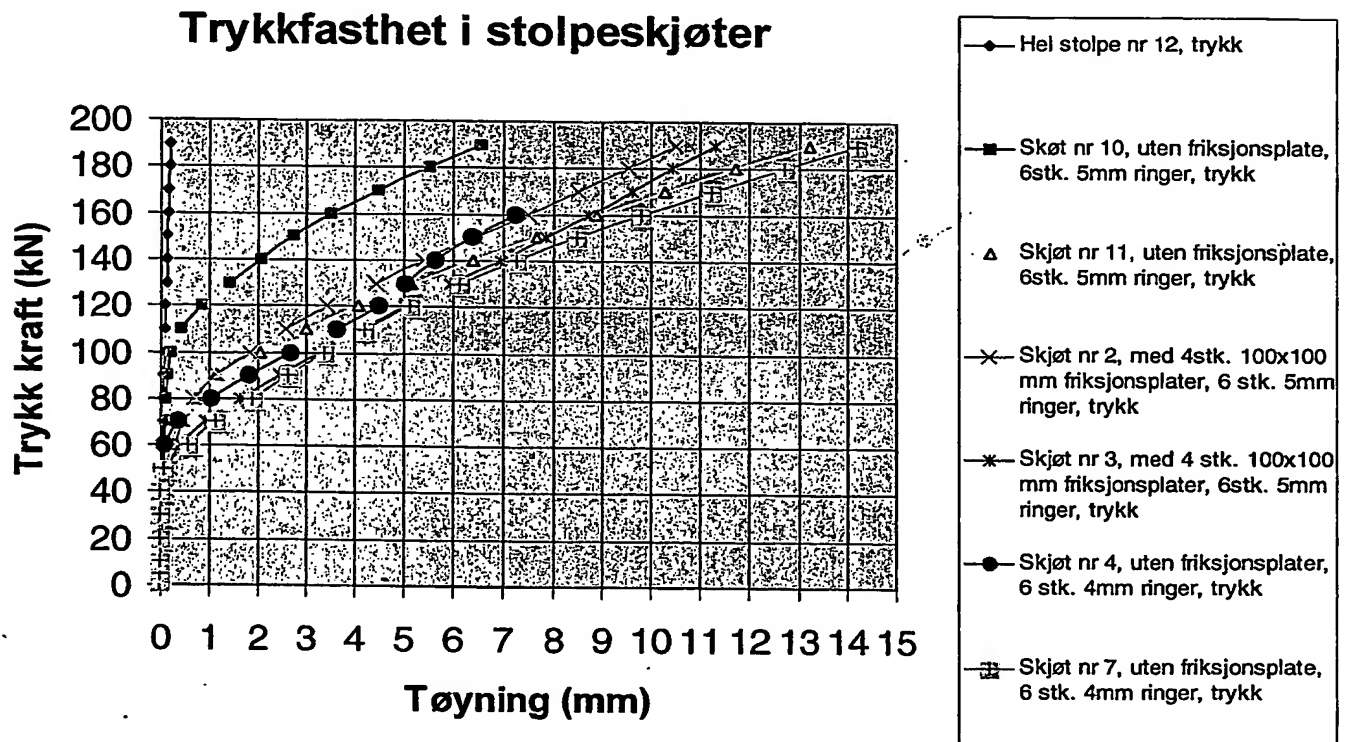 Trykkfasthet i stolpeskjøter
Trykk kraft (kN)
200
180
160
140
120
100
80
60
40
20
0
0 1 2 3 4 5 6 7 8 9 10 11 12 13 14 15
Tøyning (mm)
Hel stolpe nr 12, trykk
Skøt nr 10, uten friksjonsplate,
6stk. 5mm ringer, trykk
Skjøt nr 11, uten friksjonsplate,
6stk. 5mm ringer, trykk
Skjøt nr 2, med 4stk. 100x100
mm friksjonsplater, 6 stk. 5mm
ringer, trykk
Skjøt nr 3, med 4 stk. 100x100
mm friksjonsplater, 6stk. 5mm
ringer, trykk
Skjøt nr 4, uten friksjonsplater,
6 stk. 4mm ringer, trykk
Skjøt nr 7, uten friksjonsplate,
6 stk. 4mm ringer, trykk